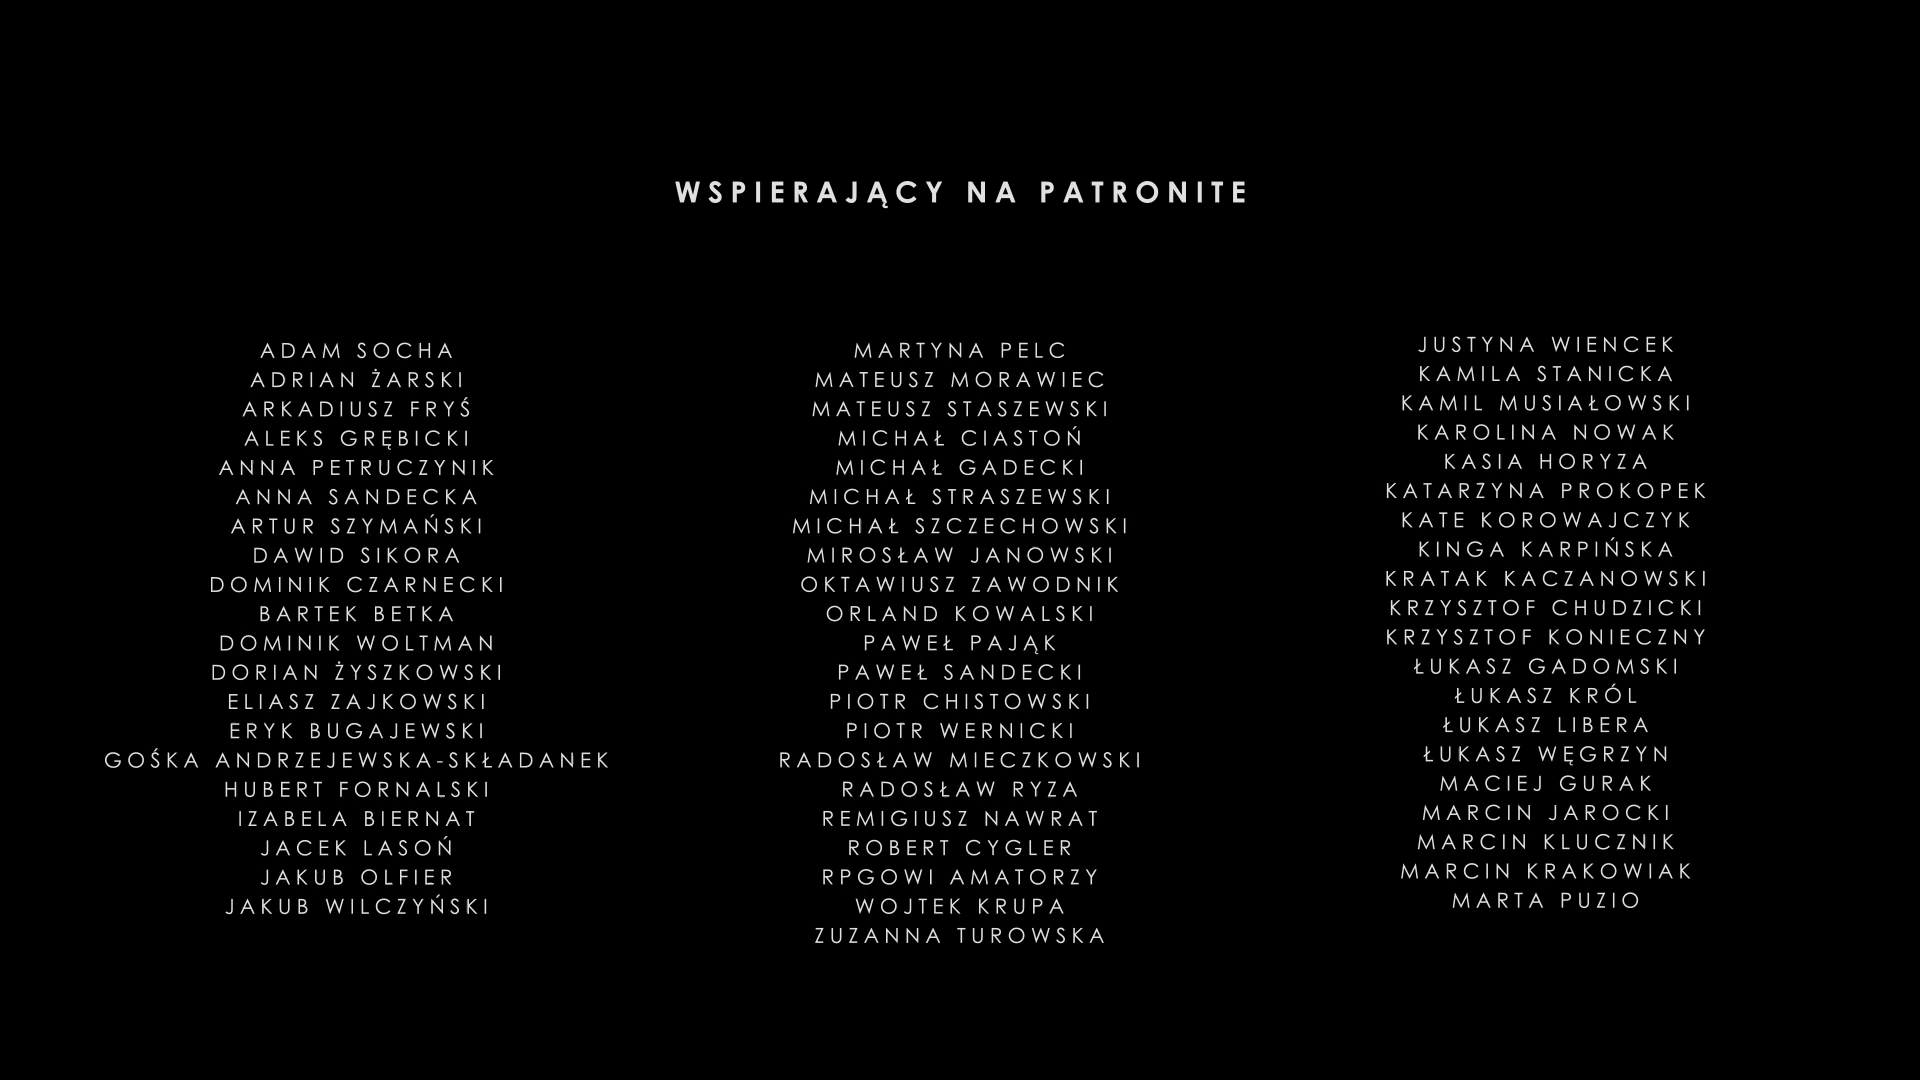 WSPIERAJĄCY NA PATRONITE
ADAM SOCHA
ADRIAN ŻARSKI
ARKADIUSZ FRYŚ
ALEKS GRĘBICKI
ANNA PETRUCZYNIK
ANNA SANDECKA
ARTUR SZYMAŃSKI
DAWID SIKORA
DOMINIK CZARNECKI
BARTEK BETKA
DOMINIK WOLTMAN
DORIAN ŻYSZKOWSKI
ELIASZ ZAJKOWSKI
ERYK BUGAJEWSKI
GOŚKA ANDRZEJEWSKA-SKŁADANEK
HUBERT FORNALSKI
IZABELA BIERNAT
JACEK LASOŃ
JAKUB OLFIER
JAKUB WILCZYŃSKI
MARTYNA PELC
MATEUSZ MORAWIEC
MATEUSZ STASZEWSKI
MICHAŁ CIASTOŃ
MICHAŁ GADECKI
MICHAŁ STRASZEWSKI
MICHAŁ SZCZECHOWSKI
MIROSŁAW JANOWSKI
OKTAWIUSZ ZAWODNIK
ORLAND KOWALSKI
PAWEŁ PAJĄK
PAWEŁ SANDECKI
PIOTR CHISTOWSKI
PIOTR WERNICKI
RADOSŁAW MIECZKOWSKI
RADOSŁAW RYZA
REMIGIUSZ NAWRAT
ROBERT CYGLER
RPGOWI AMATORZY
WOJTEK KRUPA
ZUZANNA TUROWSKA
JUSTYNA WIENCEK
KAMILA STANICKA
KAMIL MUSIAŁOWSKI
KAROLINA NOWAK
KASIA HORYZA
KATARZYNA PROKOPEK
KATE KOROWAJCZYK
KINGA KARPIŃSKA
KRATAK KACZANOWSKI
KRZYSZTOF CHUDZICKI
KRZYSZTOF KONIECZNY
ŁUKASZ GADOMSKI
ŁUKASZ KRÓL
ŁUKASZ LIBERA
ŁUKASZ WĘGRZYN
MACIEJ GURAK
MARCIN JAROCKI
MARCIN KLUCZNIK
MARCIN KRAKOWIAK
MARTA PUZIO